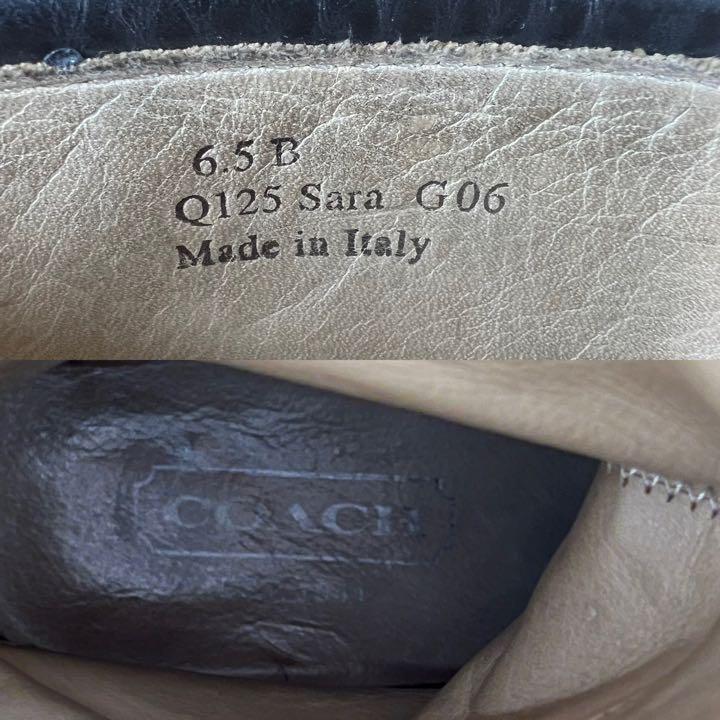 6.5 B
Q125 Sara G06
Made in Italy
COACH